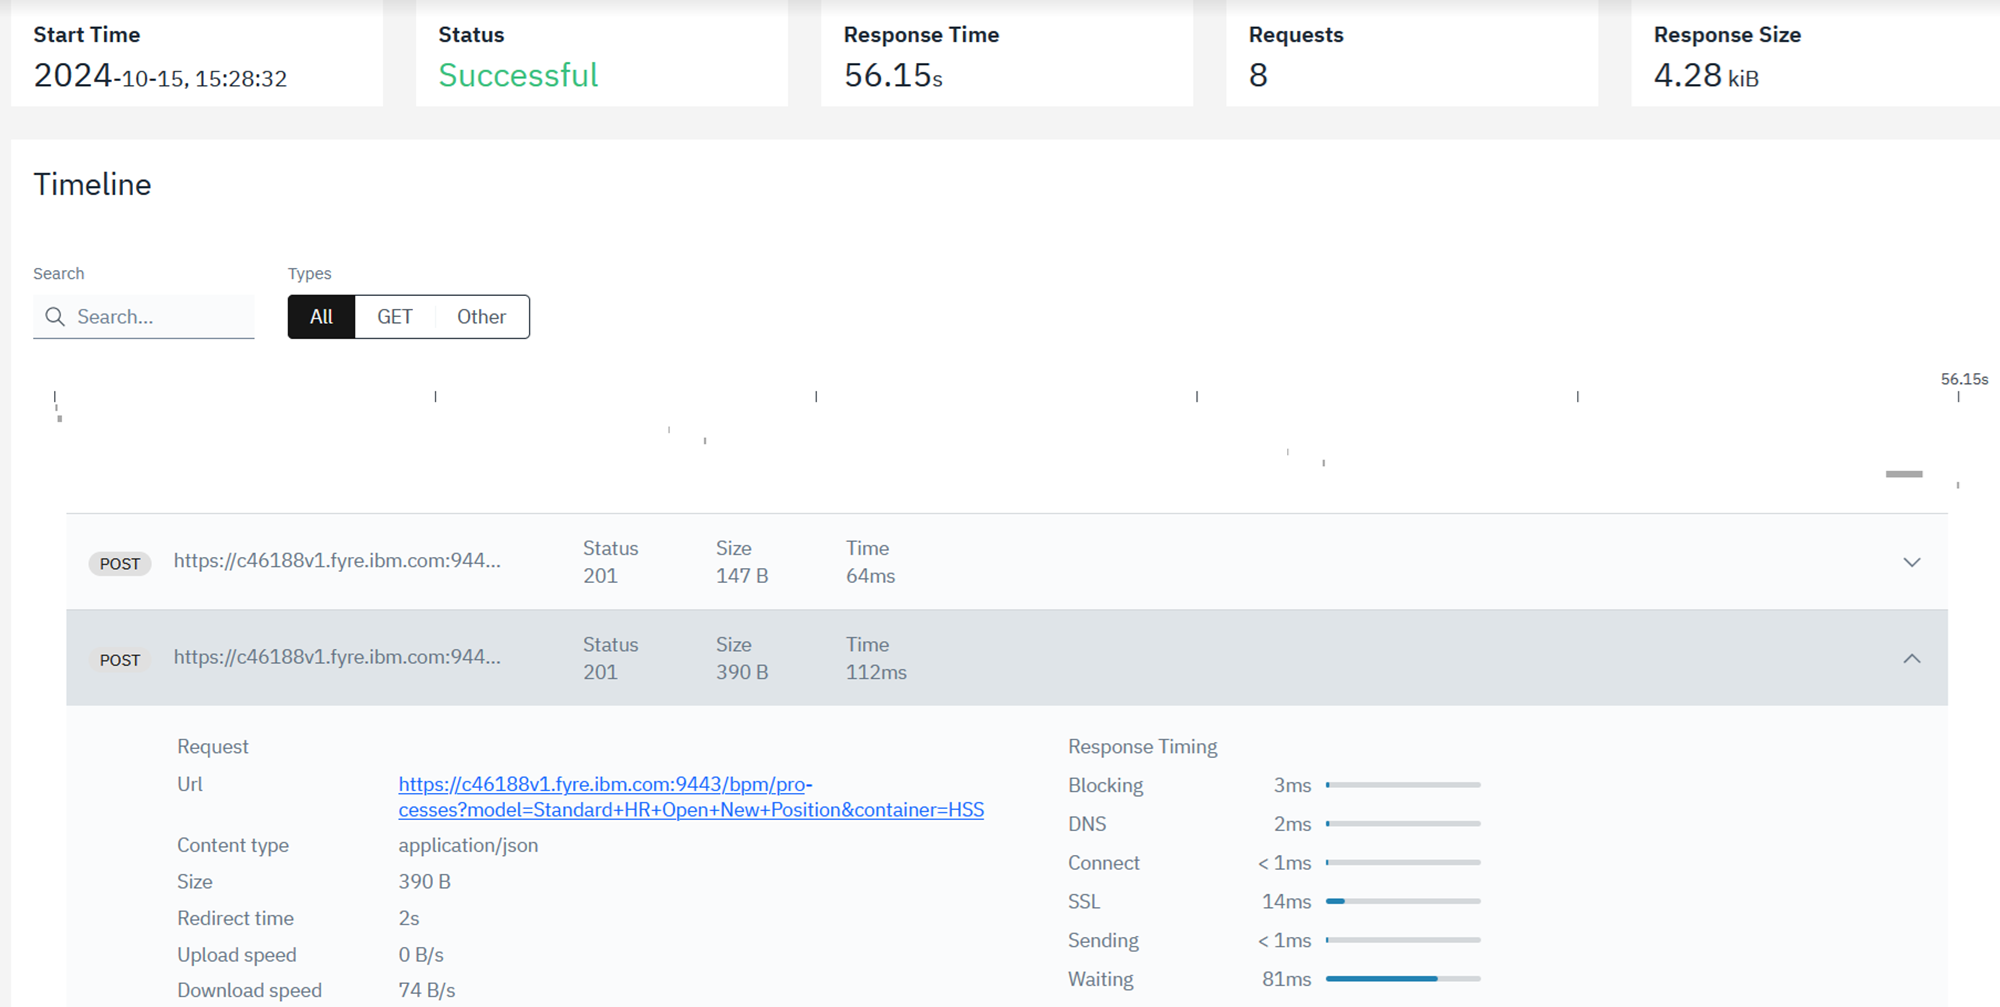 Start Time
2024-10-15, 15:28:32
Status
Successful
Response Time
56.15s
Requests
8
Response Size
4.28 kiB
Timeline
Search
Search...
Types
All GET Other
56.15s
POST https://c46188v1.fyre.ibm.com:944...
Status
201
Size
147 B
Time
64ms
POST https://c46188v1.fyre.ibm.com:944...
Status
201
Size
390 B
Time
112ms
Request
Url https://c46188v1.fyre.ibm.com:9443/bpm/pro-
cesses?model=Standard+HR+Open+New+Position&container=HSS
Content type application/json
Size 390 B
Redirect time 2s
Upload speed 0 B/s
Download speed 74 B/s
Response Timing
Blocking 3ms
DNS 2ms
Connect < 1ms
SSL 14ms
Sending < 1ms
Waiting 81ms